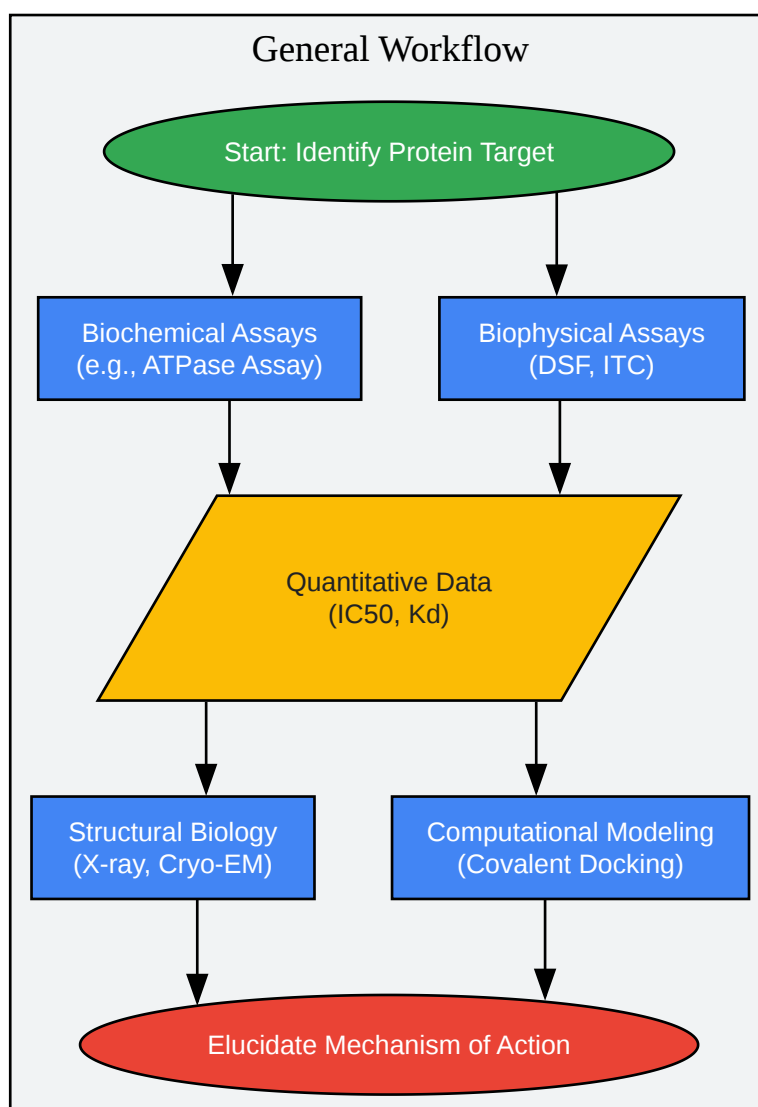 General Workflow
Start: Identify Protein Target
Biochemical Assays
(e.g., ATPase Assay)
Biophysical Assays
(DSF, ITC)
Quantitative Data
(IC50, Kd)
Structural Biology
(X-ray, Cryo-EM)
Computational Modeling
(Covalent Docking)
Elucidate Mechanism of Action